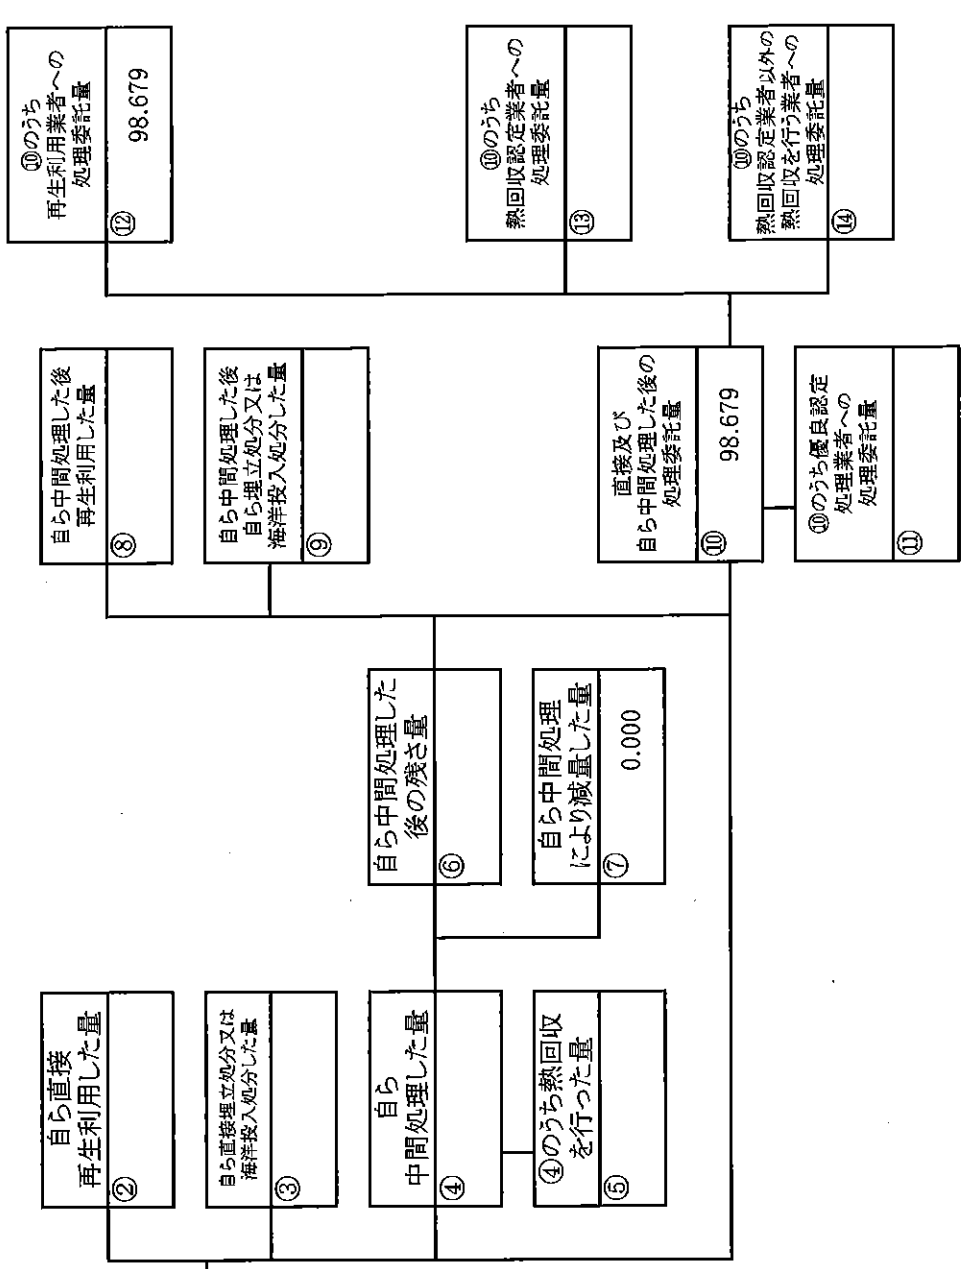 自ら直接
再生利用した量
②
自ら直接埋立処分又は
海洋投入処分した量
③
自ら
中間処理した量
④
④のうち熱回収
を行った量
⑤
自ら中間処理した
後の残さ量
⑥
自ら中間処理
により減量した量
⑦
0.000
自ら中間処理した後
再生利用した量
⑧
自ら中間処理した後
自ら埋立処分又は
海洋投入処分した量
⑨
直接及び
自ら中間処理した後の
処理委託量
⑩
98.679
⑩のうち優良認定
処理業者への
処理委託量
⑪
⑩のうち
再生利用業者への
処理委託量
⑫
98.679
⑩のうち
熱回収認定業者への
処理委託量
⑬
⑩のうち
熱回収認定業者以外の
熱回収を行う業者への
処理委託量
⑭